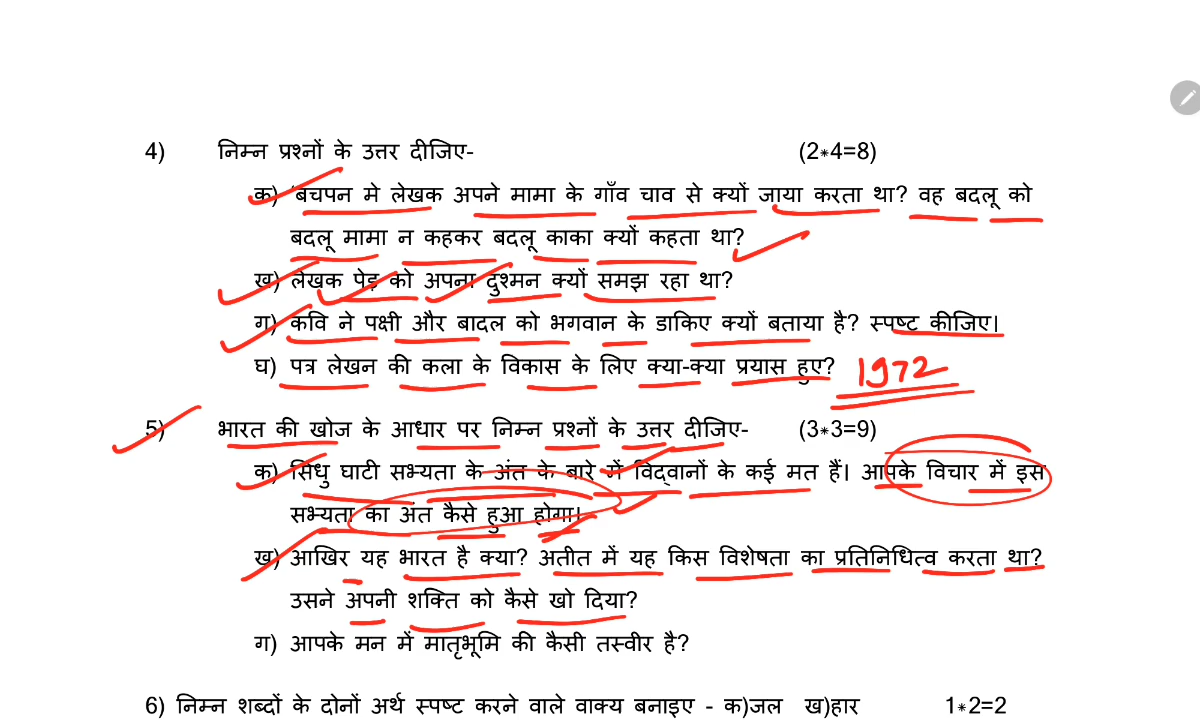 4) निम्न प्रश्नों के उत्तर दीजिए- (2*4=8)
क) 'बचपन मे लेखक अपने मामा के गाँव चाव से क्यों जाया करता था? वह बदलू को
बदलू मामा न कहकर बदलू काका क्यों कहता था?
ख) लेखक पेड़ को अपना दुश्मन क्यों समझ रहा था?
ग) कवि ने पक्षी और बादल को भगवान के डाकिए क्यों बताया है? स्पष्ट कीजिए।
घ) पत्र लेखन की कला के विकास के लिए क्या-क्या प्रयास हुए? 1972
5) भारत की खोज के आधार पर निम्न प्रश्नों के उत्तर दीजिए- (3*3=9)
क) सिंधु घाटी सभ्यता के अंत के बारे में विद्वानों के कई मत हैं। आपके विचार में इस
सभ्यता का अंत कैसे हुआ होगा।
ख) आखिर यह भारत है क्या? अतीत में यह किस विशेषता का प्रतिनिधित्व करता था?
उसने अपनी शक्ति को कैसे खो दिया?
ग) आपके मन में मातृभूमि की कैसी तस्वीर है?
6) निम्न शब्दों के दोनों अर्थ स्पष्ट करने वाले वाक्य बनाइए - क)जल ख)हार 1*2=2